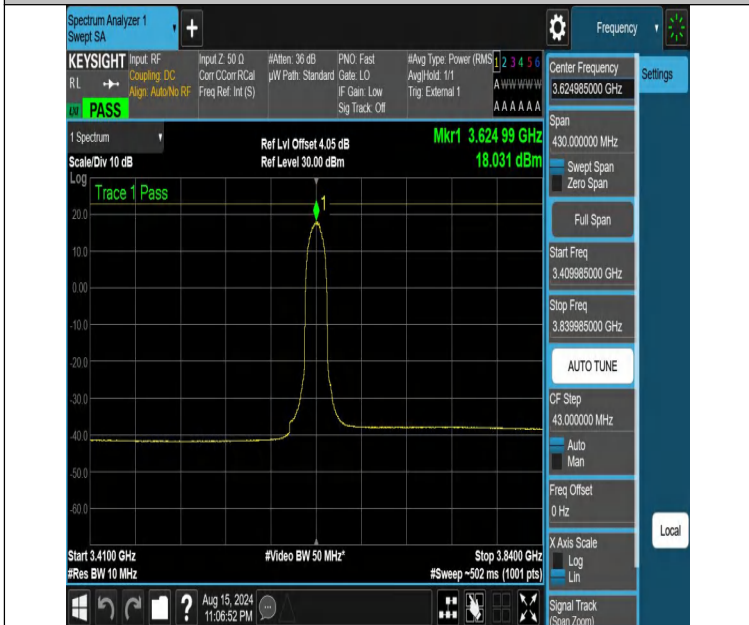 Spectrum Analyzer 1
Swept SA
Frequency
KEYSIGHT
RL
LXI
PASS
Input: RF
Coupling: DC
Align: Auto/No RF
Input Z: 50 Ω
Corr CCorr RCal
Freq Ref: Int (S)
#Atten: 36 dB
µW Path: Standard
PNO: Fast
Gate: LO
IF Gain: Low
Sig Track: Off
#Avg Type: Power (RMS
Avg|Hold: 1/1
Trig: External 1
1 2 3 4 5 6
A W W W W W
A A A A A A
1 Spectrum
Scale/Div 10 dB
Ref Lvl Offset 4.05 dB
Ref Level 30.00 dBm
Mkr1 3.624 99 GHz
18.031 dBm
Log
Trace 1 Pass
1
20.0
10.0
0.00
-10.0
-20.0
-30.0
-40.0
-50.0
-60.0
Start 3.4100 GHz
#Res BW 10 MHz
#Video BW 50 MHz*
Stop 3.8400 GHz
#Sweep ~502 ms (1001 pts)
Center Frequency
3.624985000 GHz
Settings
Span
430.000000 MHz
Swept Span
Zero Span
Full Span
Start Freq
3.409985000 GHz
Stop Freq
3.839985000 GHz
AUTO TUNE
CF Step
43.000000 MHz
Auto
Man
Freq Offset
0 Hz
X Axis Scale
Log
Lin
Local
Signal Track
(Span Zoom)
?
Aug 15, 2024
11:06:52 PM